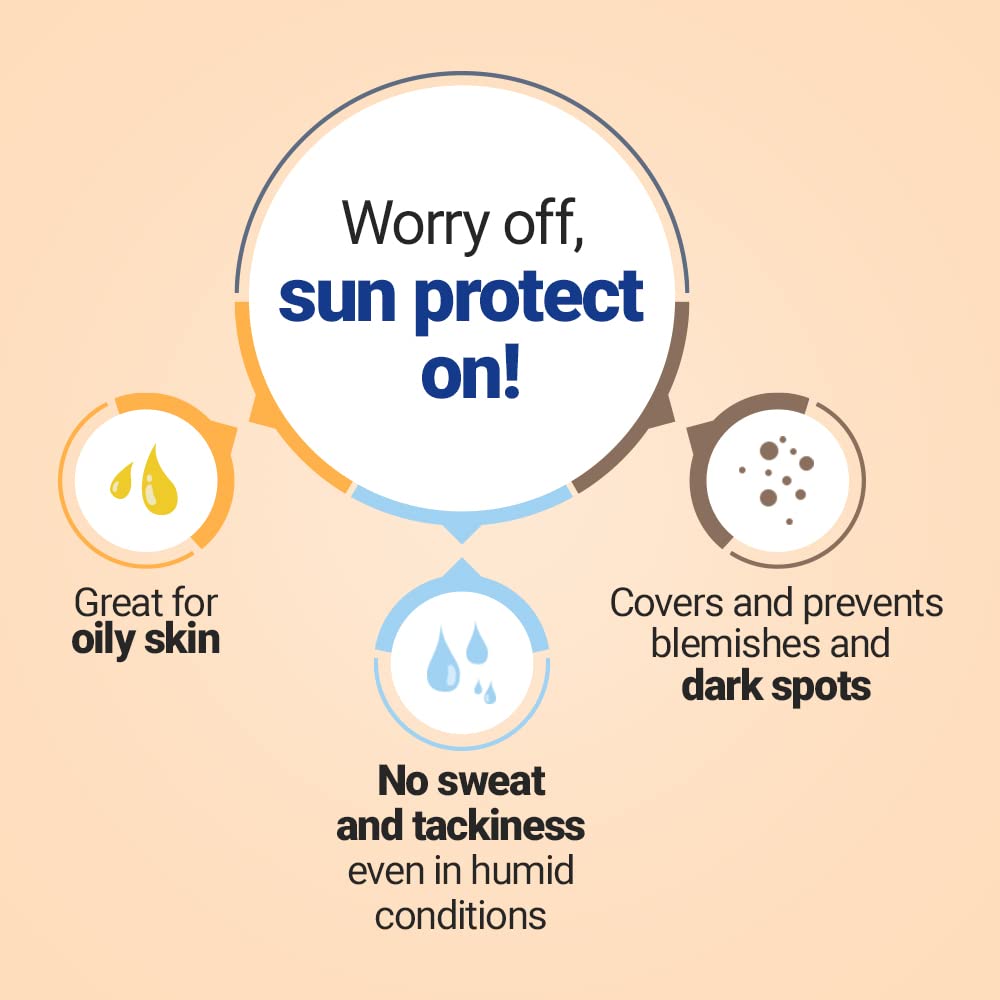 Worry off,
sun protect
on!
Great for
oily skin
No sweat
and tackiness
even in humid
conditions
Covers and prevents
blemishes and
dark spots